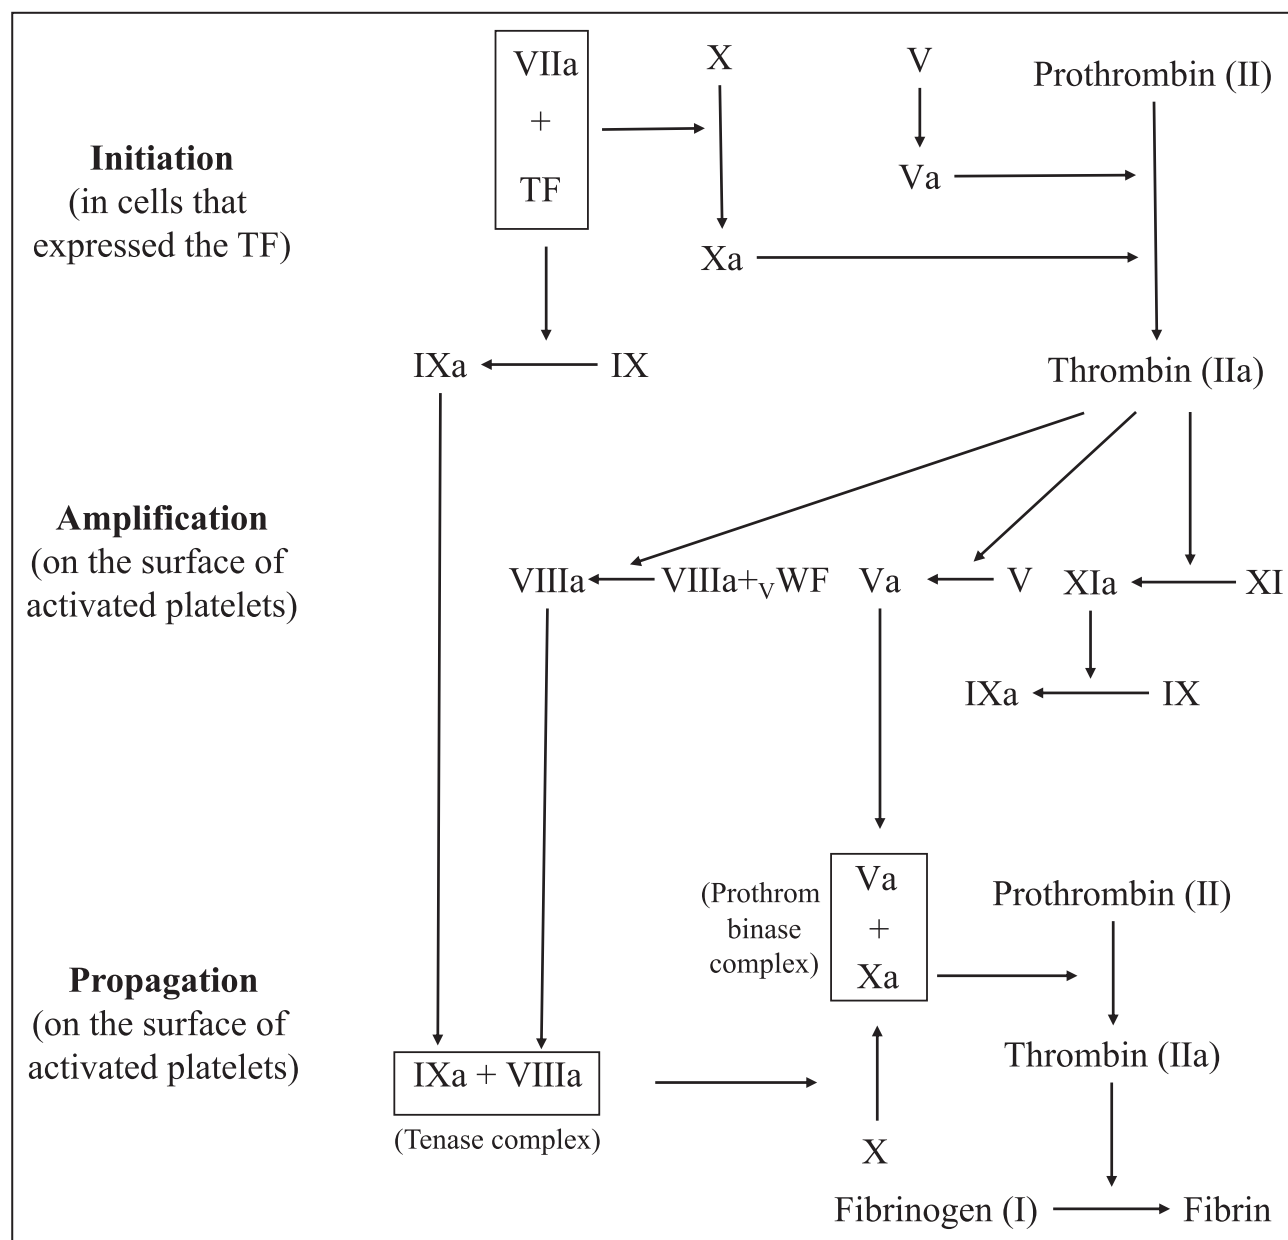 VIIa
+
TF
X
V
Prothrombin (II)
Initiation
(in cells that
expressed the TF)
Va
Xa
IXa
IX
Thrombin (IIa)
Amplification
(on the surface of
activated platelets)
VIIIa
VIIIa+VWF
Va
V
XIa
XI
IXa
IX
(Prothrom
binase
complex)
Va
+
Xa
Prothrombin (II)
Propagation
(on the surface of
activated platelets)
Thrombin (IIa)
IXa + VIIIa
(Tenase complex)
X
Fibrinogen (I)
Fibrin